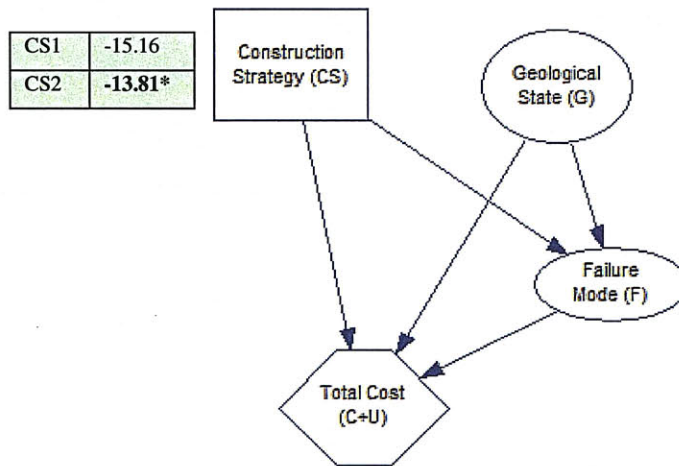 CS1 -15.16
CS2 -13.81*
Construction
Strategy (CS)
Geological
State (G)
Failure
Mode (F)
Total Cost
(C+U)